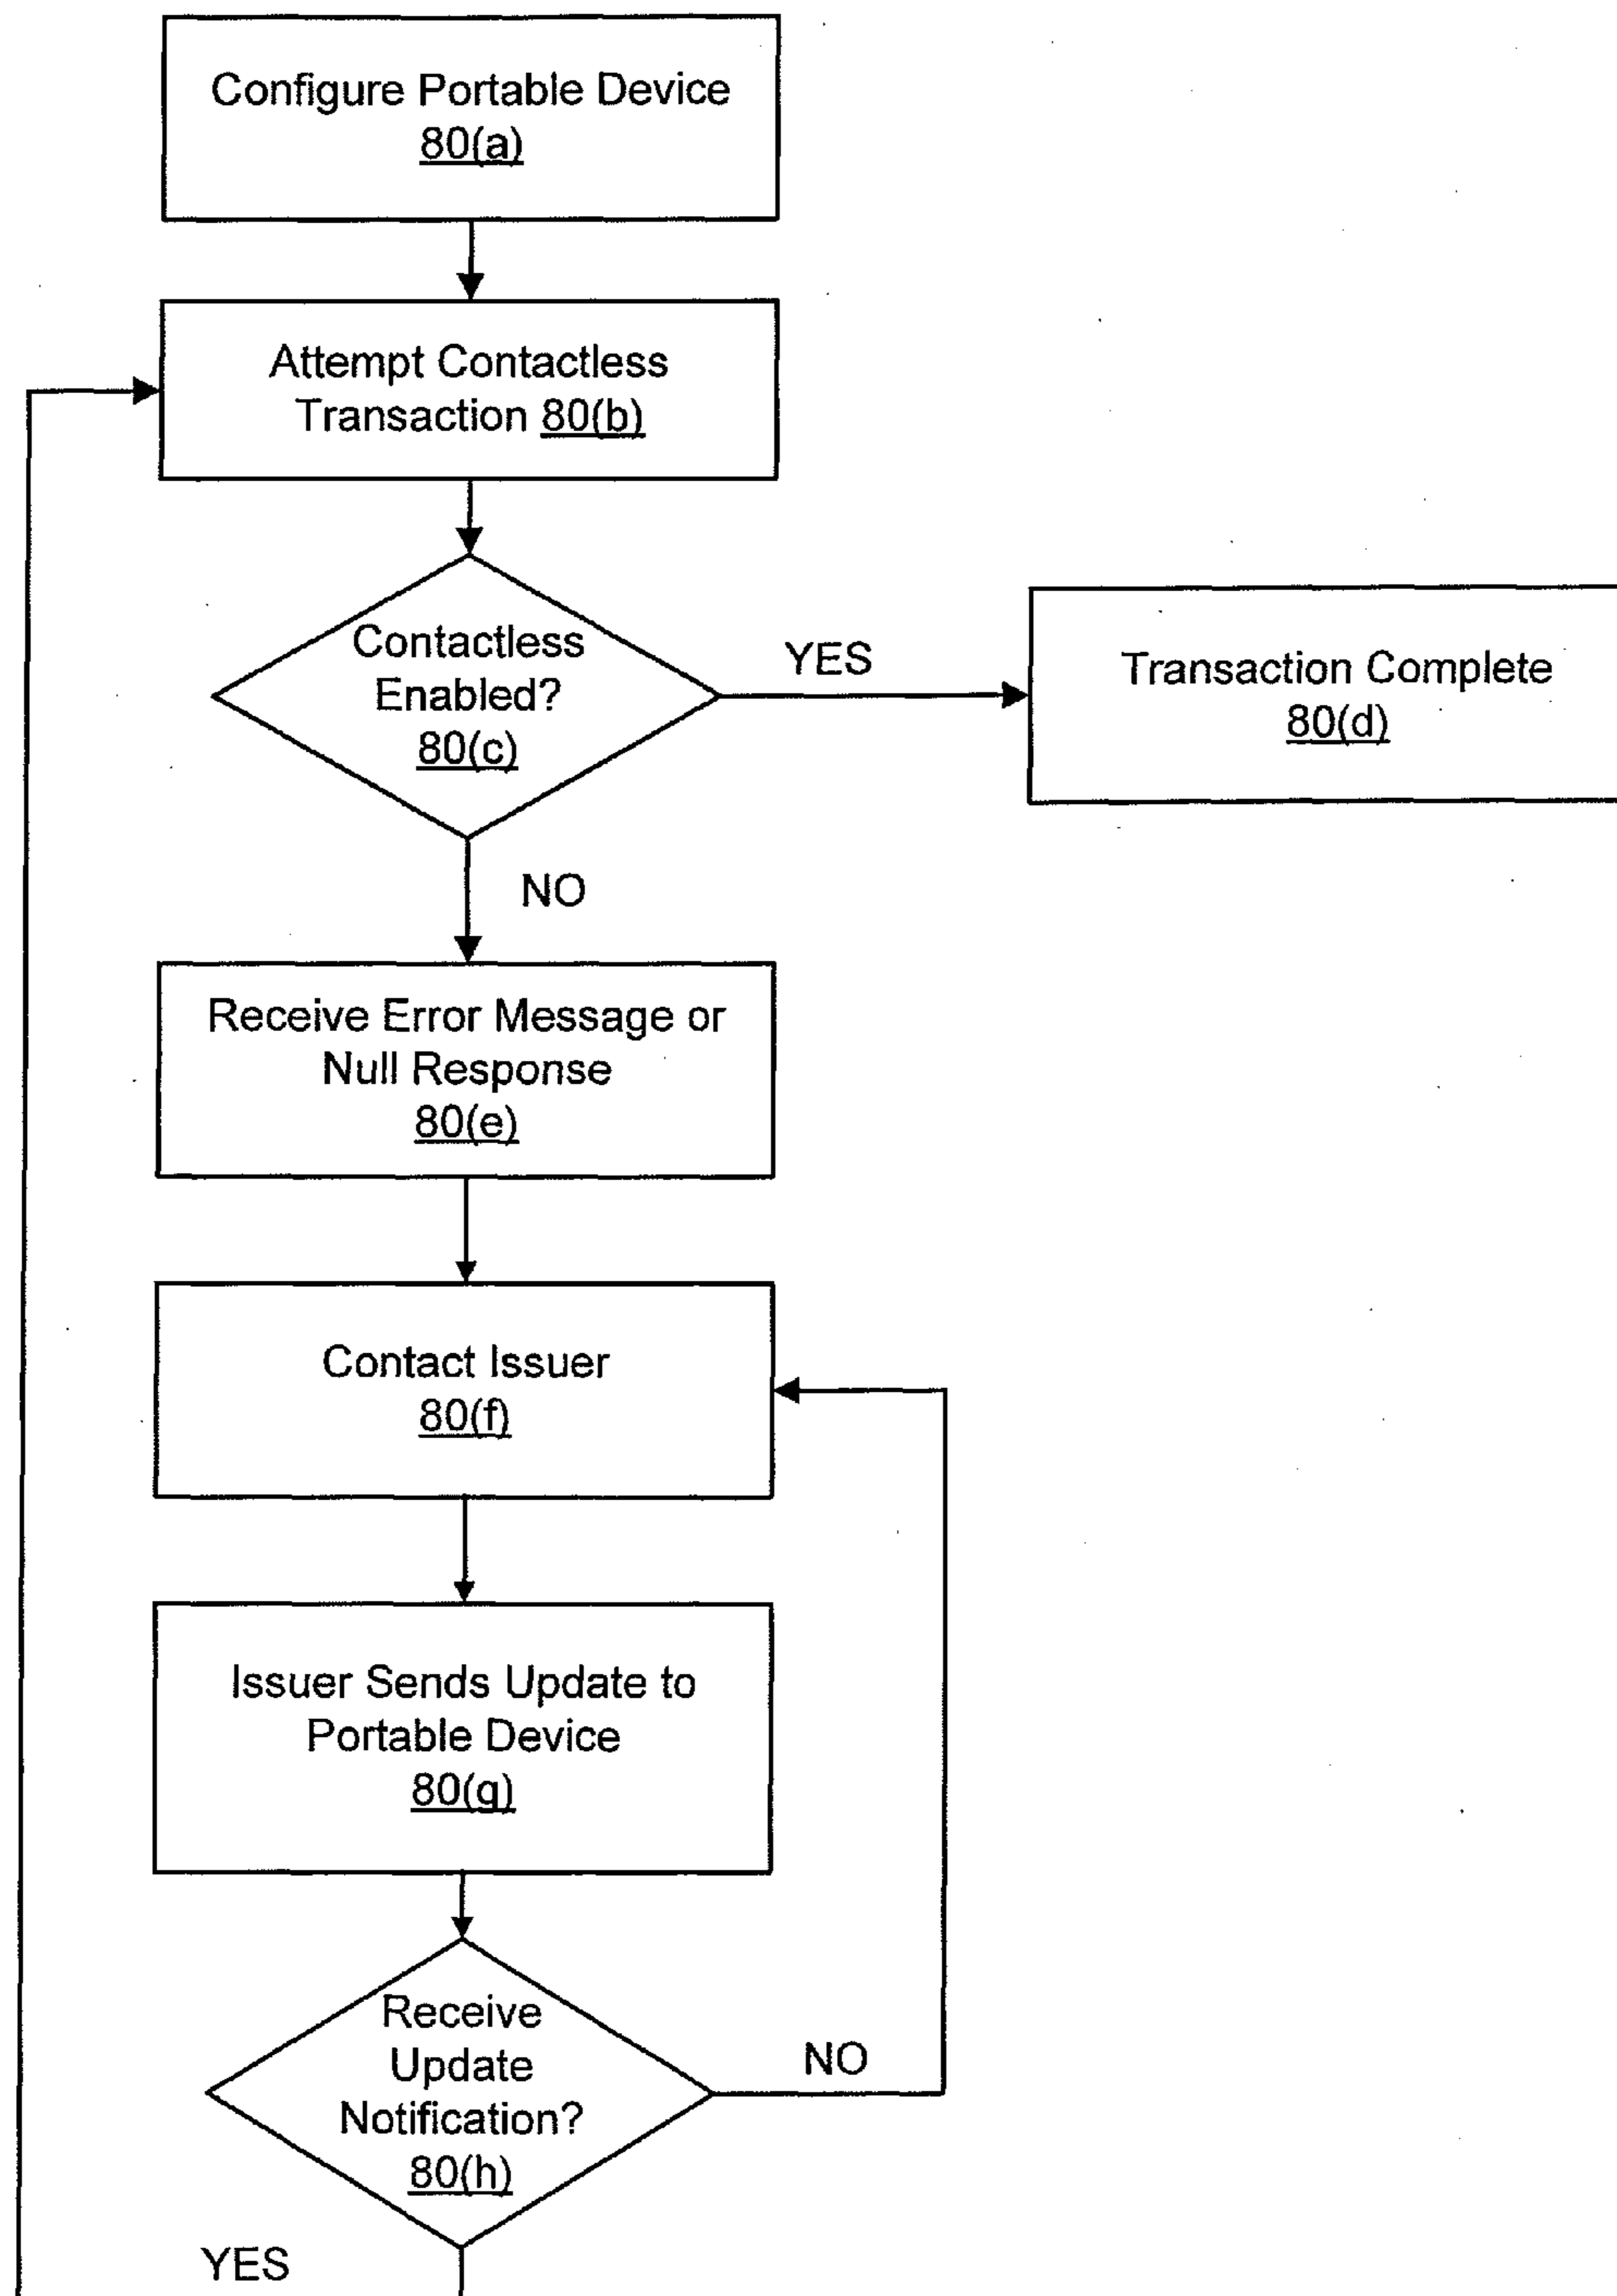 Configure Portable Device
80(a)
Attempt Contactless
Transaction 80(b)
Contactless
Enabled?
80(c)
YES
Transaction Complete
80(d)
NO
Receive Error Message or
Null Response
80(e)
Contact Issuer
80(f)
Issuer Sends Update to
Portable Device
80(g)
Receive
Update
Notification?
80(h)
NO
YES